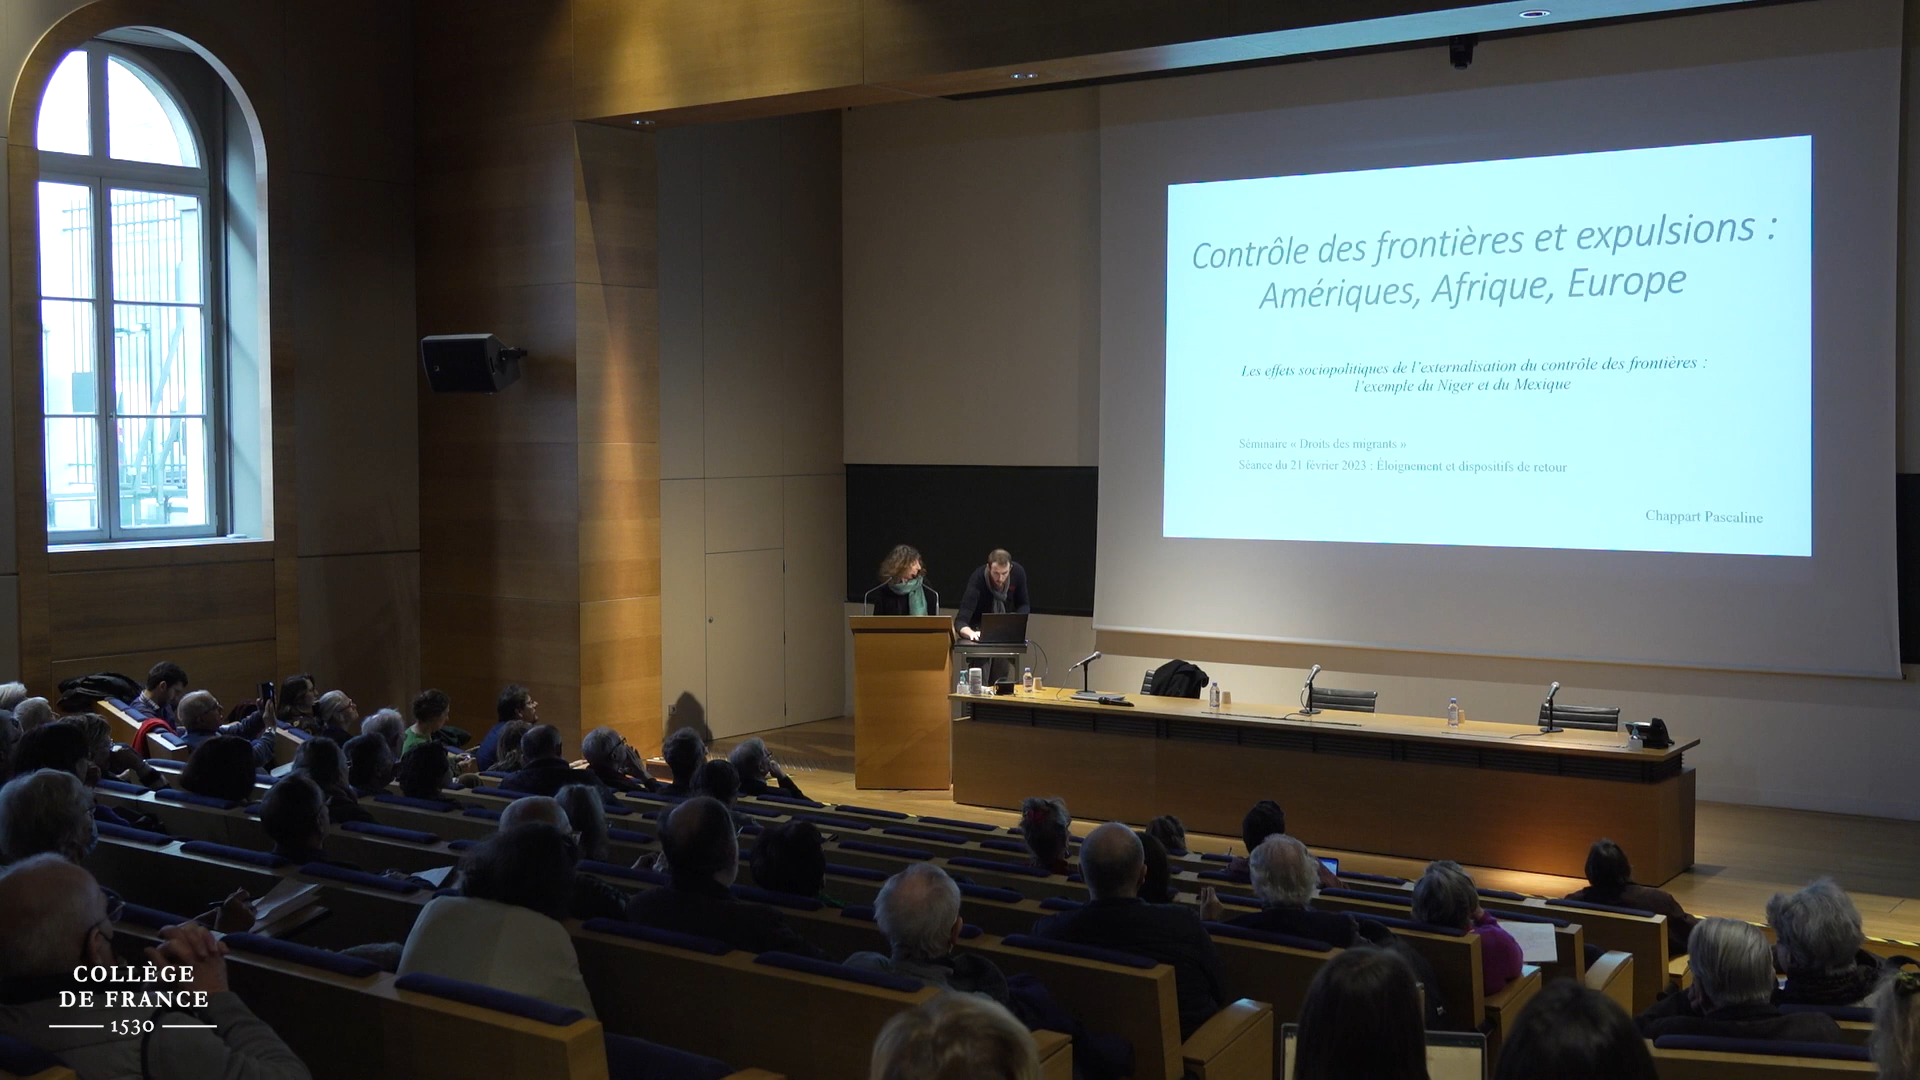 Contrôle des frontières et expulsions :
Amériques, Afrique, Europe
Les effets sociopolitiques de l'externalisation du contrôle des frontières :
l'exemple du Niger et du Mexique
Séminaire « Droits des migrants »
Séance du 21 février 2023 : Éloignement et dispositifs de retour
Chappart Pascaline
COLLÈGE
DE FRANCE
1530